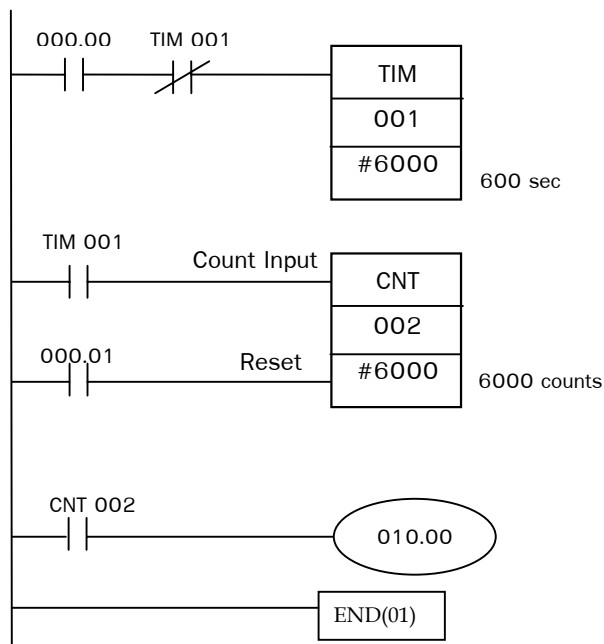 000.00
TIM 001
TIM
001
#6000
600 sec
TIM 001
Count Input
CNT
002
000.01
Reset
#6000
6000 counts
CNT 002
010.00
END(01)